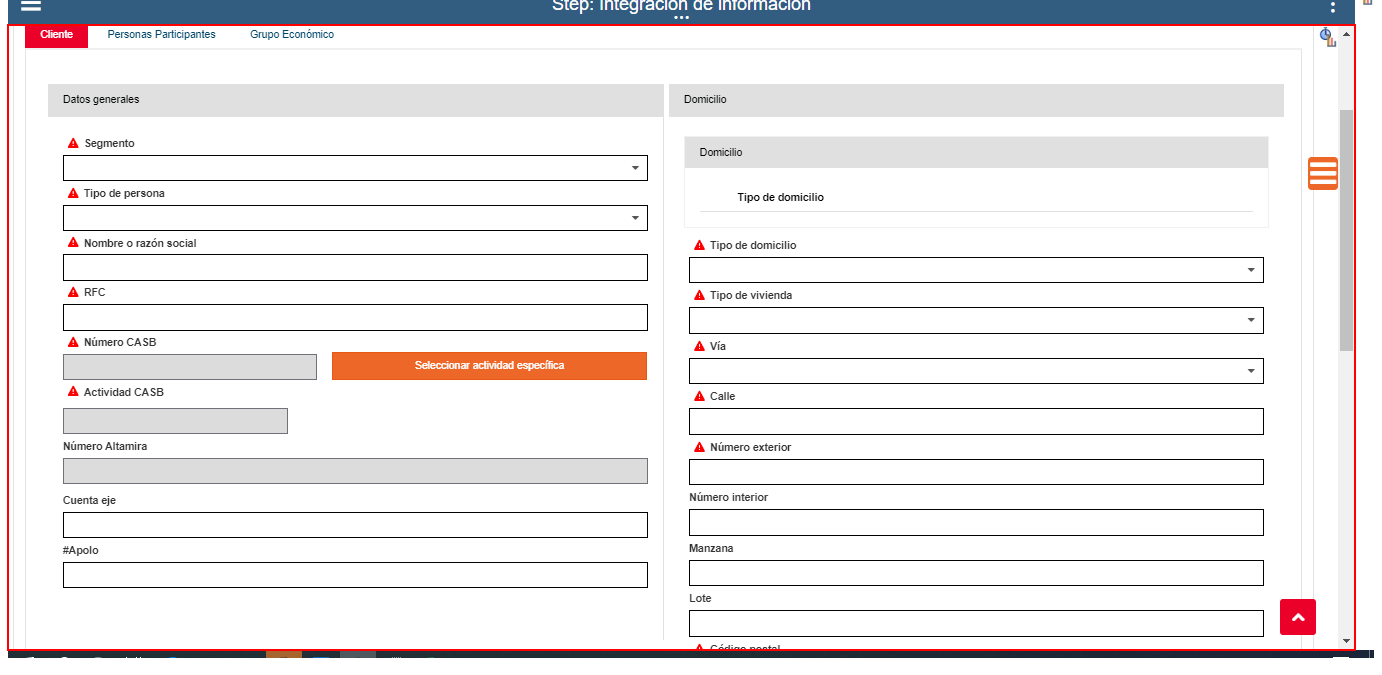 Step: Integración de Información
Cliente
Personas Participantes
Grupo Económico
Datos generales
Segmento
Tipo de persona
Nombre o razón social
RFC
Número CASB
Seleccionar actividad específica
Actividad CASB
Número Altamira
Cuenta eje
#Apolo
Domicilio
Domicilio
Tipo de domicilio
Tipo de domicilio
Tipo de vivienda
Vía
Calle
Número exterior
Número interior
Manzana
Lote
Código postal